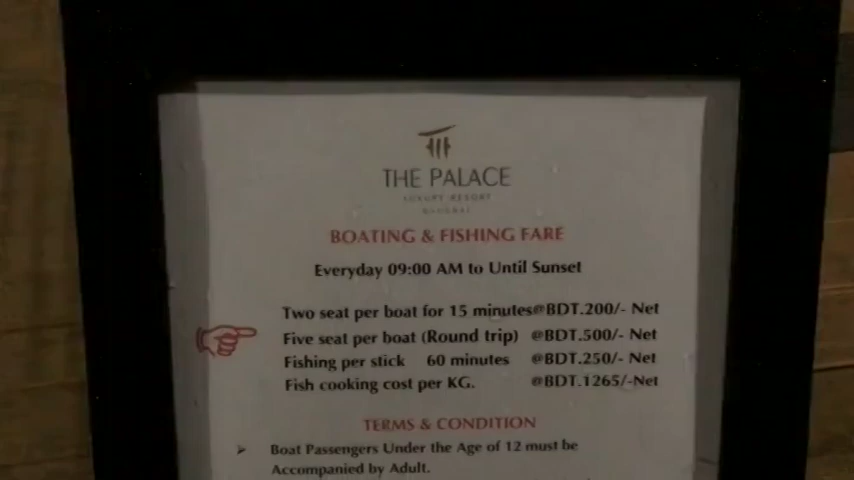 THE PALACE
LUXURY RESORT
BOATING & FISHING FARE
Everyday 09:00 AM to Until Sunset
Two seat per boat for 15 minutes@BDT.200/- Net
Five seat per boat (Round trip) @BDT.500/- Net
Fishing per stick 60 minutes @BDT.250/- Net
Fish cooking cost per KG. @BDT.1265/-Net
TERMS & CONDITION
➢ Boat Passengers Under the Age of 12 must be
Accompanied by Adult.